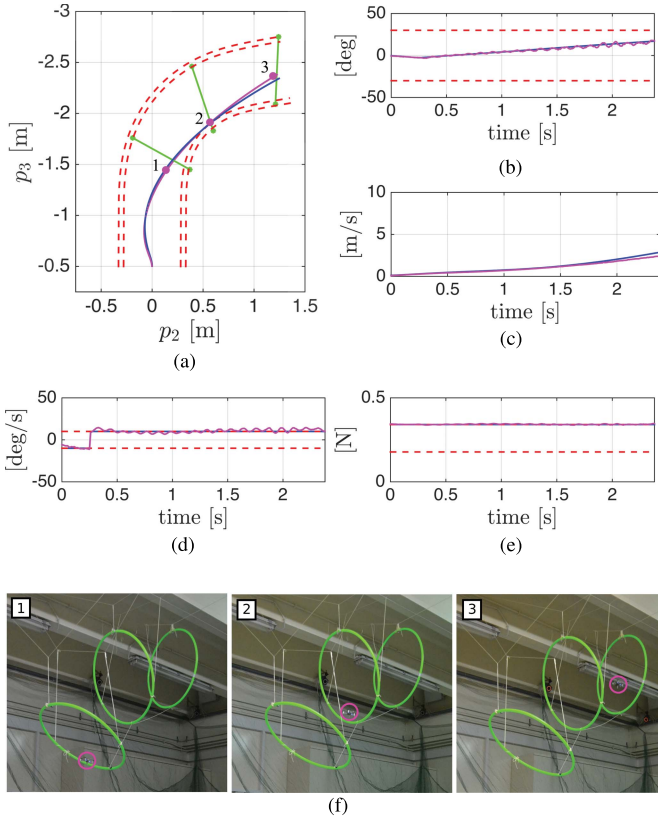 -3
-2.5
-2
-1.5
-1
-0.5
p3 [m]
1
2
3
-0.5 0 0.5 1 1.5
p2 [m]
(a)
50
0
-50
[deg]
0 0.5 1 1.5 2
time [s]
(b)
10
5
0
[m/s]
0 0.5 1 1.5 2
time [s]
(c)
50
0
-50
[deg/s]
0 0.5 1 1.5 2
time [s]
(d)
0.5
0
[N]
0 0.5 1 1.5 2
time [s]
(e)
1
2
3
(f)